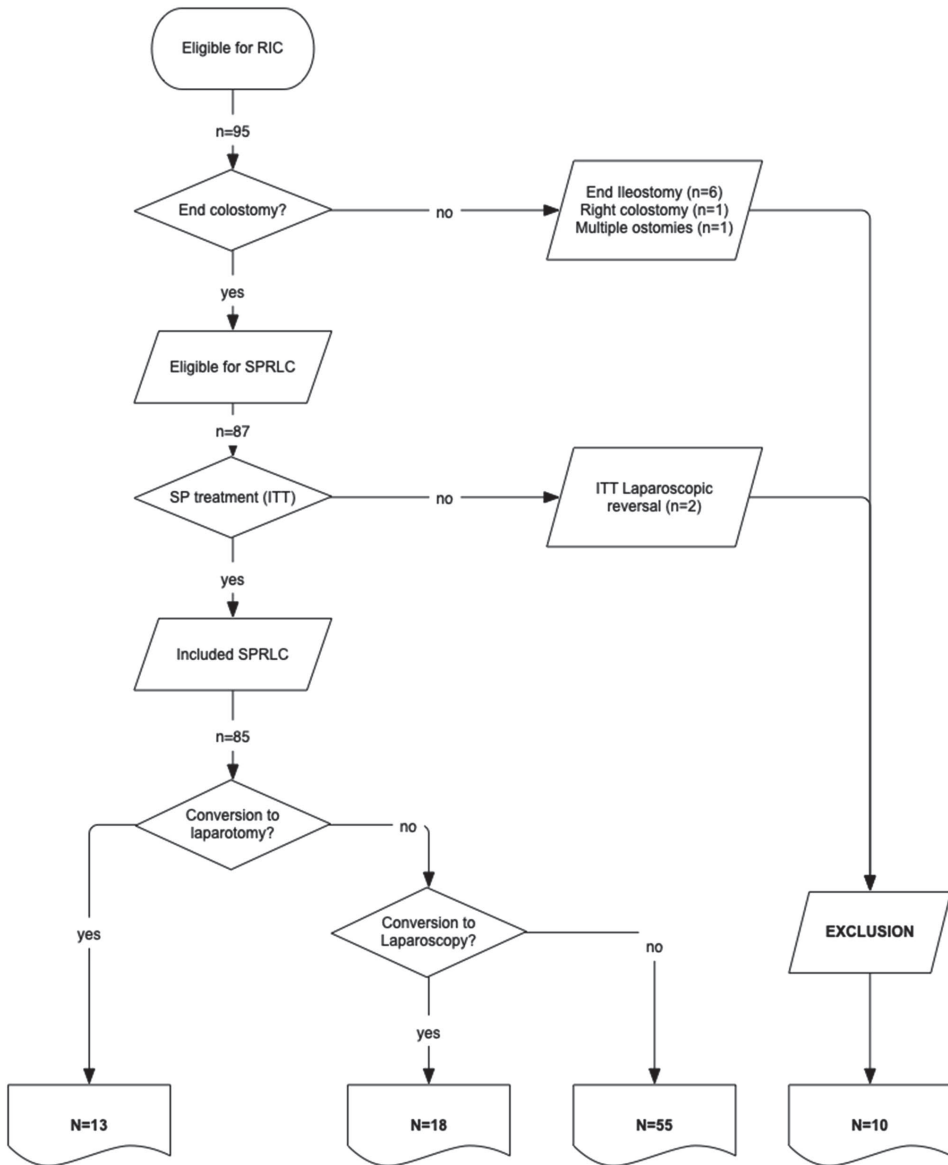 Eligible for RIC
n=95
End colostomy?
no
End Ileostomy (n=6)
Right colostomy (n=1)
Multiple ostomies (n=1)
yes
Eligible for SPRLC
n=87
SP treatment (ITT)
no
ITT Laparoscopic
reversal (n=2)
yes
Included SPRLC
n=85
Conversion to
laparotomy?
no
yes
Conversion to
Laparoscopy?
no
yes
EXCLUSION
N=13
N=18
N=55
N=10